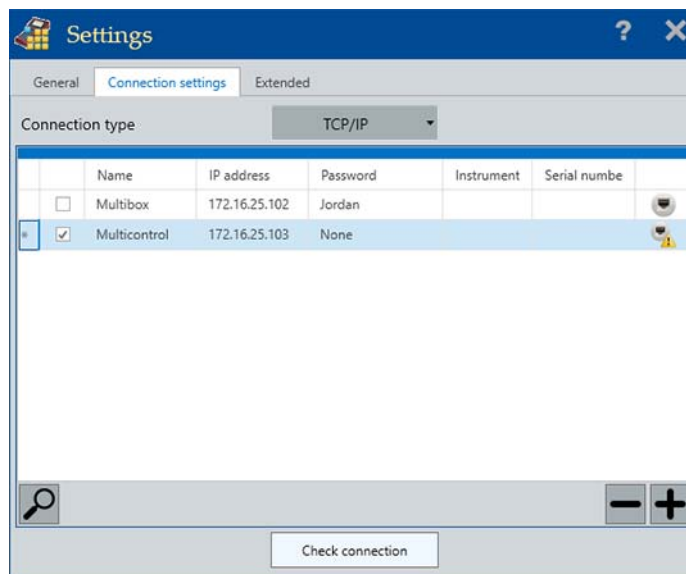 Settings ?
General Connection settings Extended
Connection type TCP/IP
Name IP address Password Instrument Serial numbe
Multibox 172.16.25.102 Jordan
Multicontrol 172.16.25.103 None
Check connection